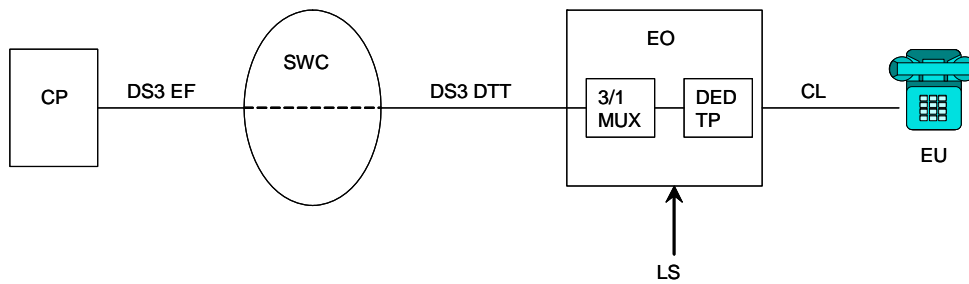 CP
DS3 EF
SWC
DS3 DTT
EO
3/1
MUX
DED
TP
CL
EU
LS